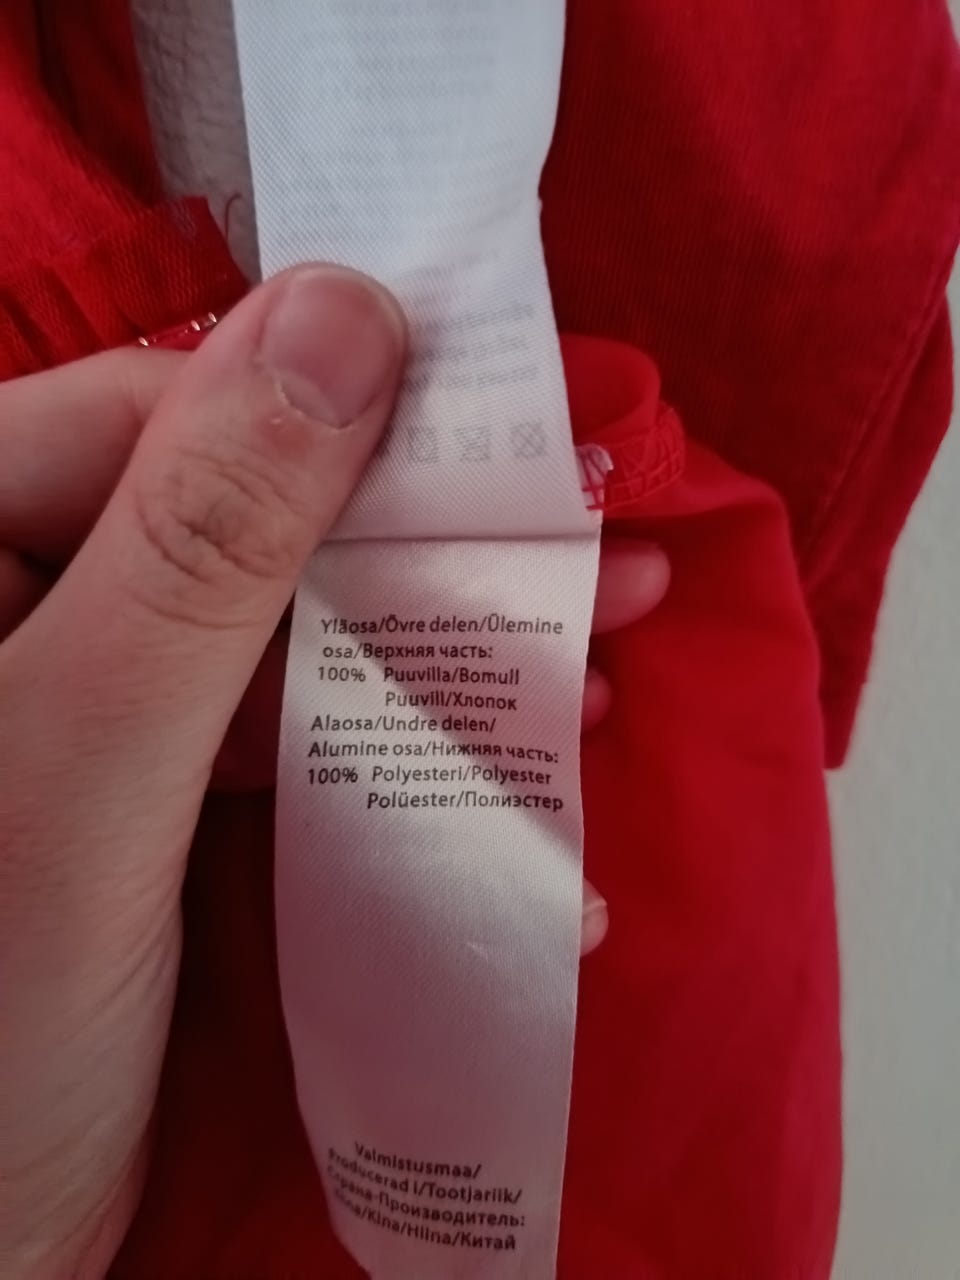 Yläosa/Övre delen/Ülemine
osa/Верхняя часть:
100% Puuvilla/Bomull
Puuvill/Хлопок
Alaosa/Undre delen/
Alumine osa/Нижняя часть:
100% Polyesteri/Polyester
Polüester/Полиэстер
Valmistusmaa/
Producerad i/Tootjariik/
Страна-Производитель:
Kiina/Kina/Hiina/Китай